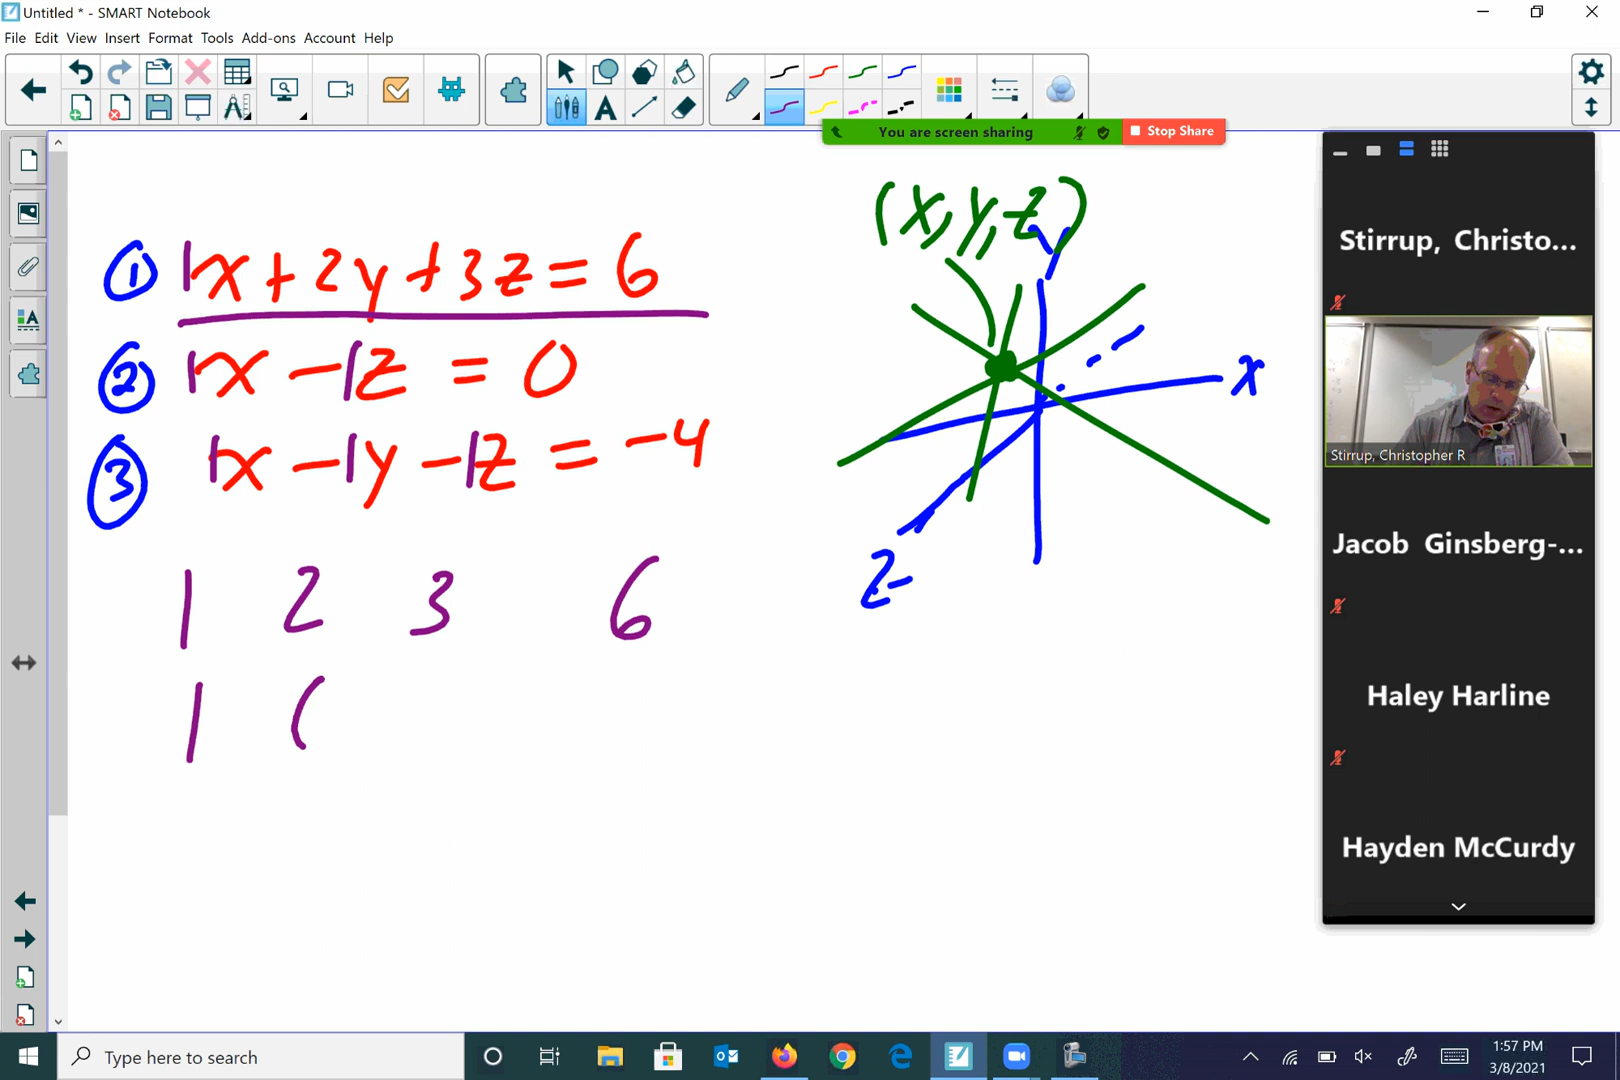 Untitled * - SMART Notebook
File Edit View Insert Format Tools Add-ons Account Help
You are screen sharing
Stop Share
(x, y, z)
① 1x + 2y + 3z = 6
② 1x - 1z = 0
③ 1x - 1y - 1z = -4
1 2 3 6
1 (
y
x
z
Stirrup, Christo...
Stirrup, Christopher R
Jacob Ginsberg-...
Haley Harline
Hayden McCurdy
Type here to search
1:57 PM
3/8/2021